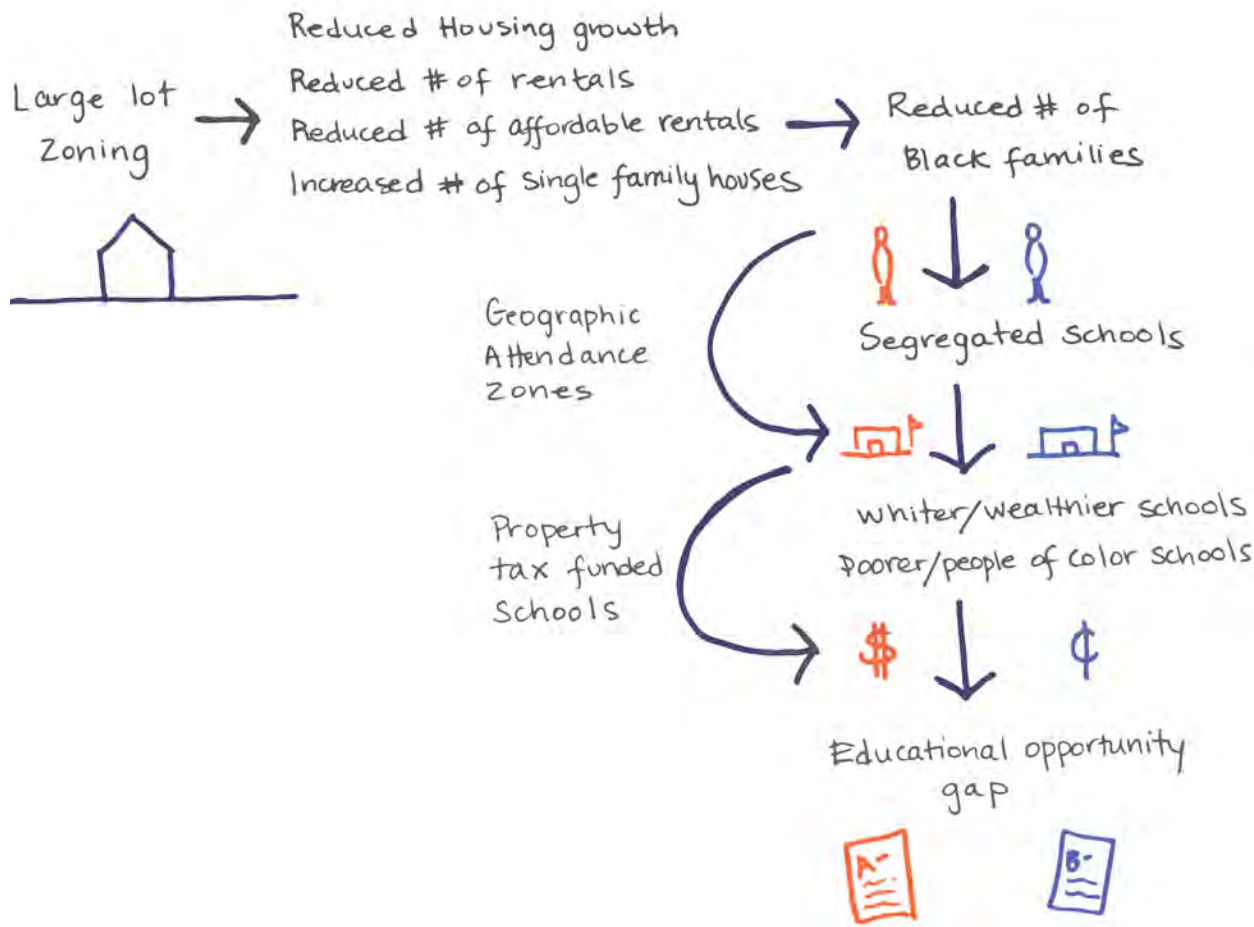 Large lot
Zoning
Reduced Housing growth
Reduced # of rentals
Reduced # of affordable rentals
Increased # of single family houses
Reduced # of
Black families
Geographic
Attendance
Zones
Segregated Schools
Property
tax funded
Schools
whiter/wealthier schools
Poorer/people of color schools
$
¢
Educational opportunity
gap
A-
B-